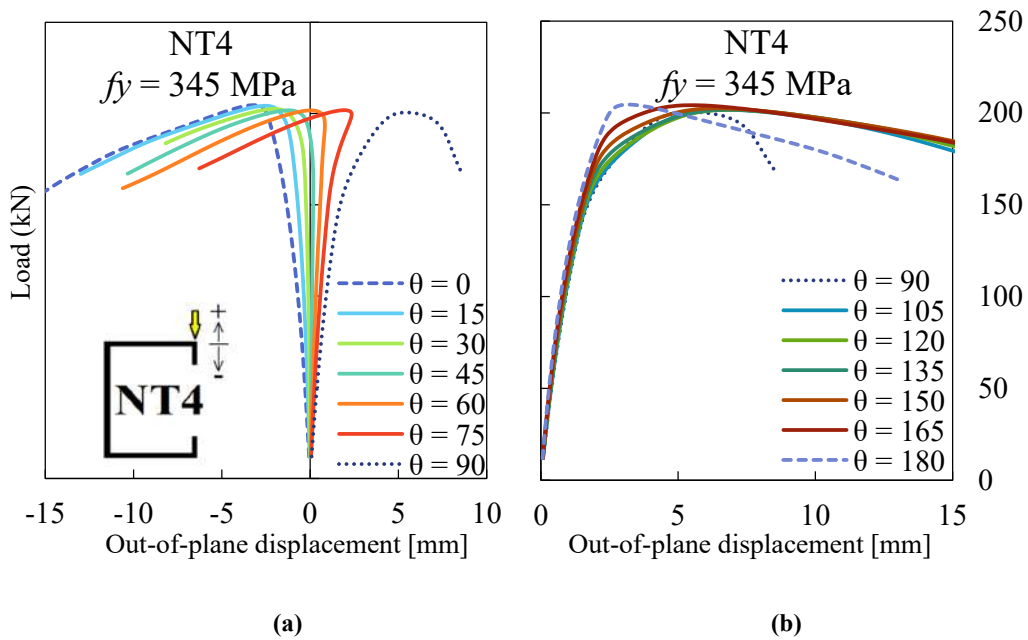 NT4
fy = 345 MPa
Load (kN)
+
-
NT4
θ = 0
θ = 15
θ = 30
θ = 45
θ = 60
θ = 75
θ = 90
-15 -10 -5 0 5 10
Out-of-plane displacement [mm]
(a)
NT4
fy = 345 MPa
250
200
150
100
50
0
θ = 90
θ = 105
θ = 120
θ = 135
θ = 150
θ = 165
θ = 180
0 5 10 15
Out-of-plane displacement [mm]
(b)